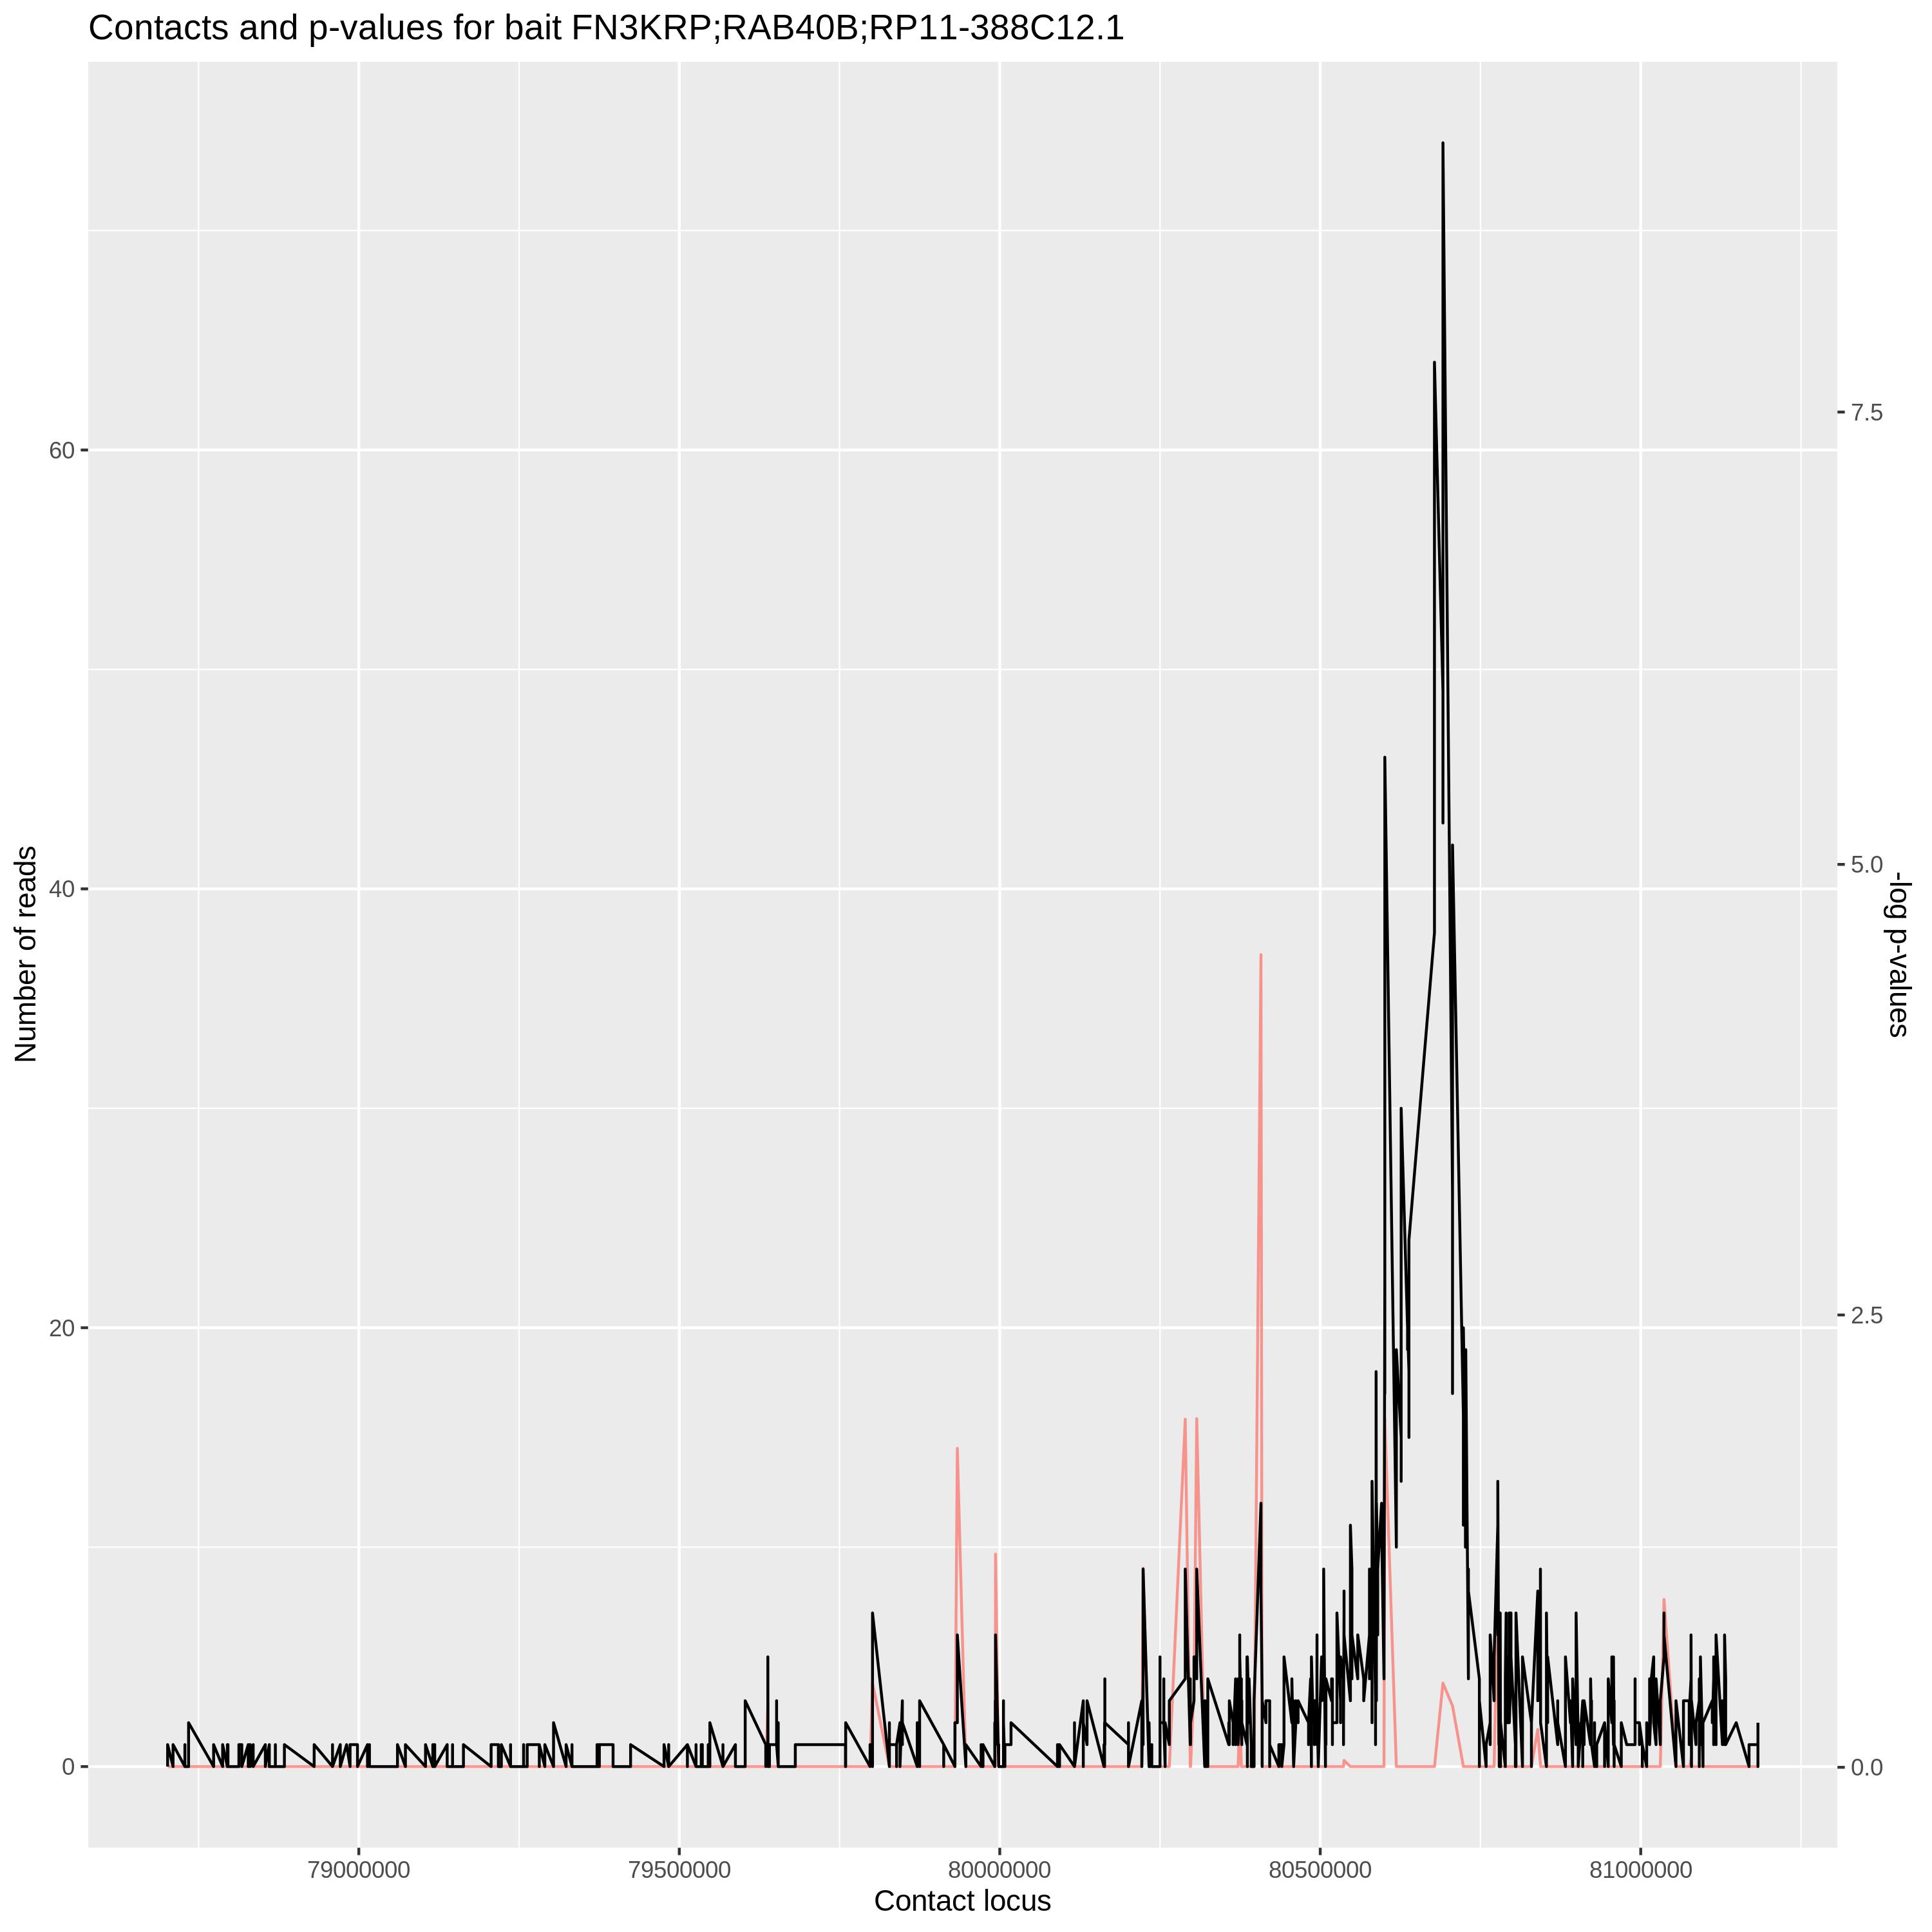 Contacts and p-values for bait FN3KRP;RAB40B;RP11-388C12.1
Number of reads
60
40
20
0
7.5
5.0
2.5
0.0
-log p-values
79000000 79500000 80000000 80500000 81000000
Contact locus